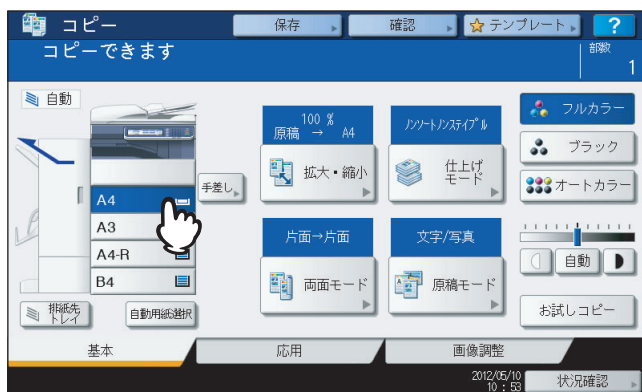 コピー
保存
確認
テンプレート
?
コピーできます
部数
1
自動
100 %
原稿 → A4
ﾉﾝｿｰﾄﾉﾝｽﾃｲﾌﾟﾙ
フルカラー
拡大・縮小
仕上げ
モード
ブラック
手差し
オートカラー
A4
A3
A4-R
B4
片面→片面
文字/写真
両面モード
原稿モード
自動
排紙先
トレイ
自動用紙選択
お試しコピー
基本
応用
画像調整
2012/05/10
10：53
状況確認